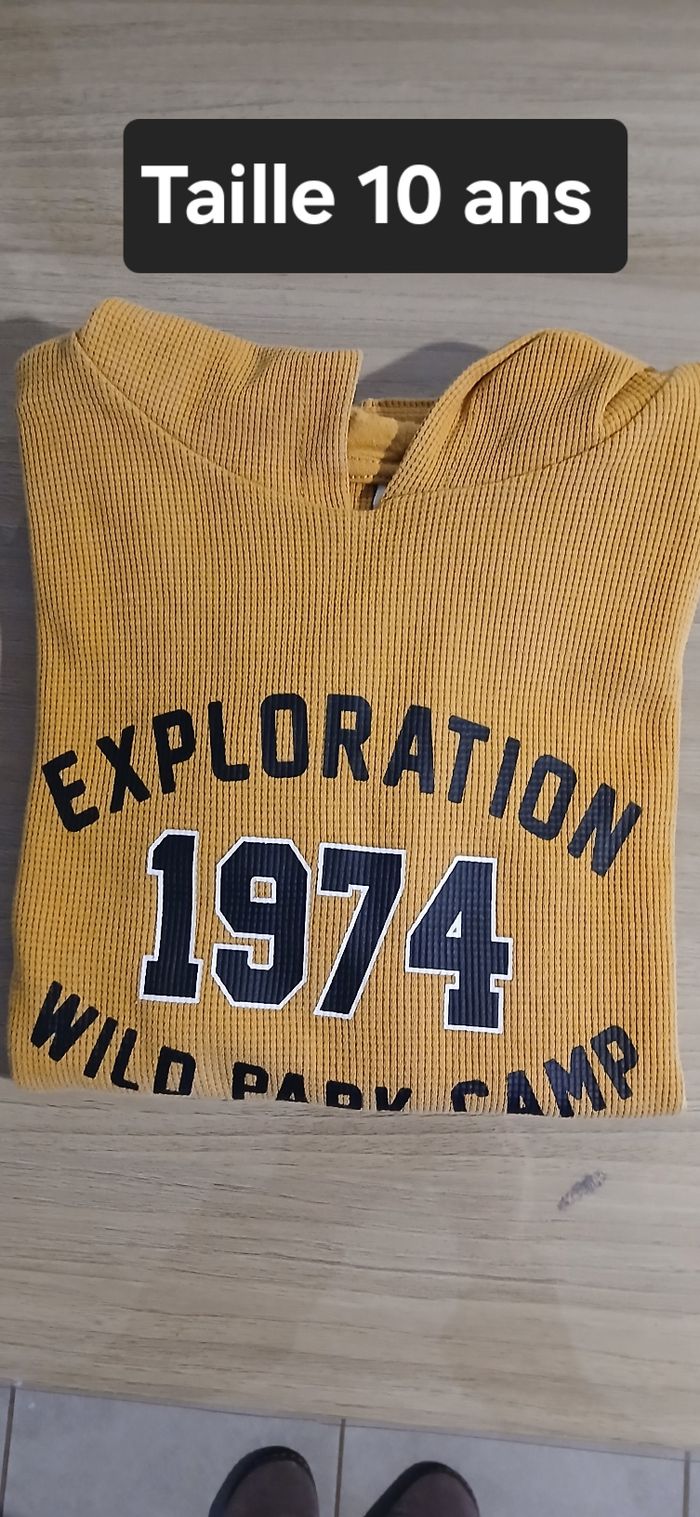 Taille 10 ans
EXPLORATION
1974
WILD PARK CAMP